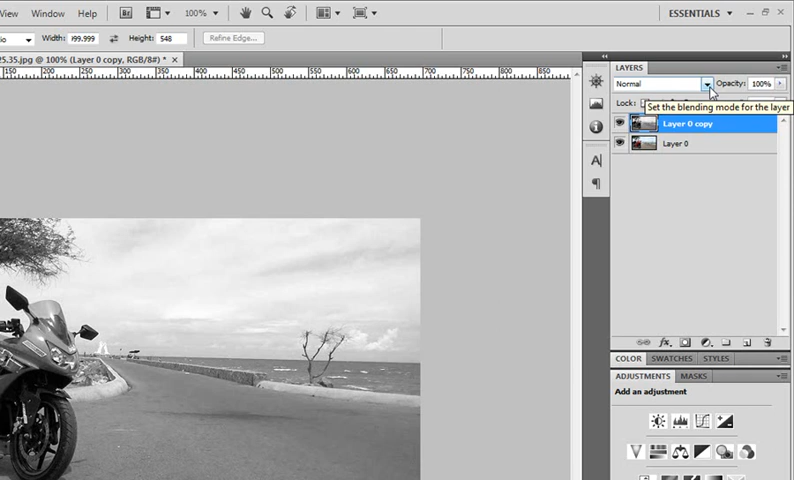 View Window Help Br 100% ESSENTIALS
Width: Height: 548 Refine Edge...
25.35.jpg @ 100% (Layer 0 copy, RGB/8#) *
150 200 250 300 350 400 450 500 550 600 650 700 750 800 850
LAYERS
Normal Opacity: 100%
Lock:
Set the blending mode for the layer
Layer 0 copy
Layer 0
A
fx
COLOR SWATCHES STYLES
ADJUSTMENTS MASKS
Add an adjustment